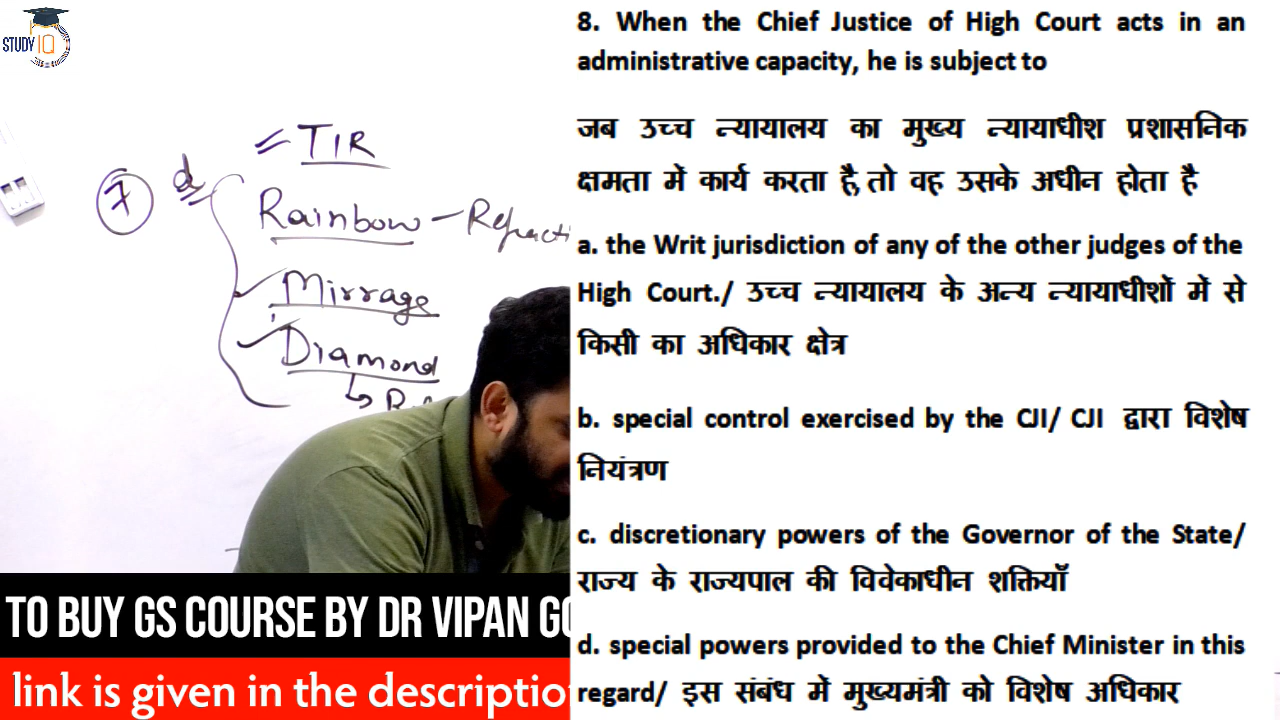 STUDY IQ
= TIR
7 d
Rainbow - Refracti
Mirrage
Diamond
TO BUY GS COURSE BY DR VIPAN GO
link is given in the descriptio
8. When the Chief Justice of High Court acts in an
administrative capacity, he is subject to
जब उच्च न्यायालय का मुख्य न्यायाधीश प्रशासनिक
क्षमता में कार्य करता है, तो वह उसके अधीन होता है
a. the Writ jurisdiction of any of the other judges of the
High Court./ उच्च न्यायालय के अन्य न्यायाधीशों में से
किसी का अधिकार क्षेत्र
b. special control exercised by the CJI/ CJI द्वारा विशेष
नियंत्रण
c. discretionary powers of the Governor of the State/
राज्य के राज्यपाल की विवेकाधीन शक्तियाँ
d. special powers provided to the Chief Minister in this
regard/ इस संबंध में मुख्यमंत्री को विशेष अधिकार